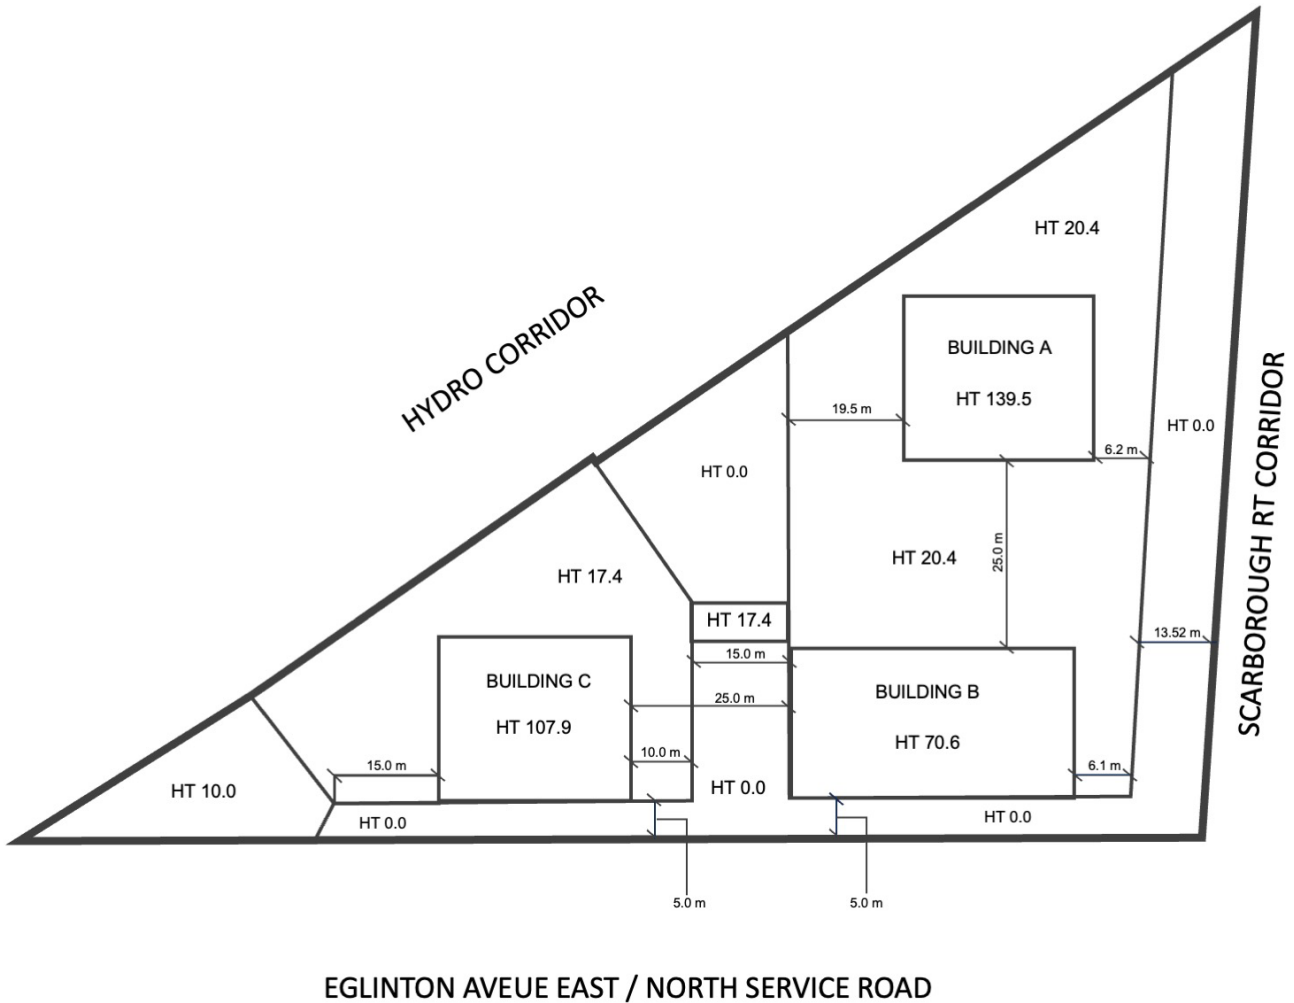 HT 20.4
HYDRO CORRIDOR
BUILDING A
HT 139.5
19.5 m
HT 0.0
6.2 m
SCARBOROUGH RT CORRIDOR
HT 0.0
25.0 m
HT 20.4
HT 17.4
HT 17.4
13.52 m
15.0 m
BUILDING C
HT 107.9
25.0 m
BUILDING B
HT 70.6
15.0 m
10.0 m
6.1 m
HT 10.0
HT 0.0
HT 0.0
HT 0.0
5.0 m
5.0 m
EGLINTON AVEUE EAST / NORTH SERVICE ROAD